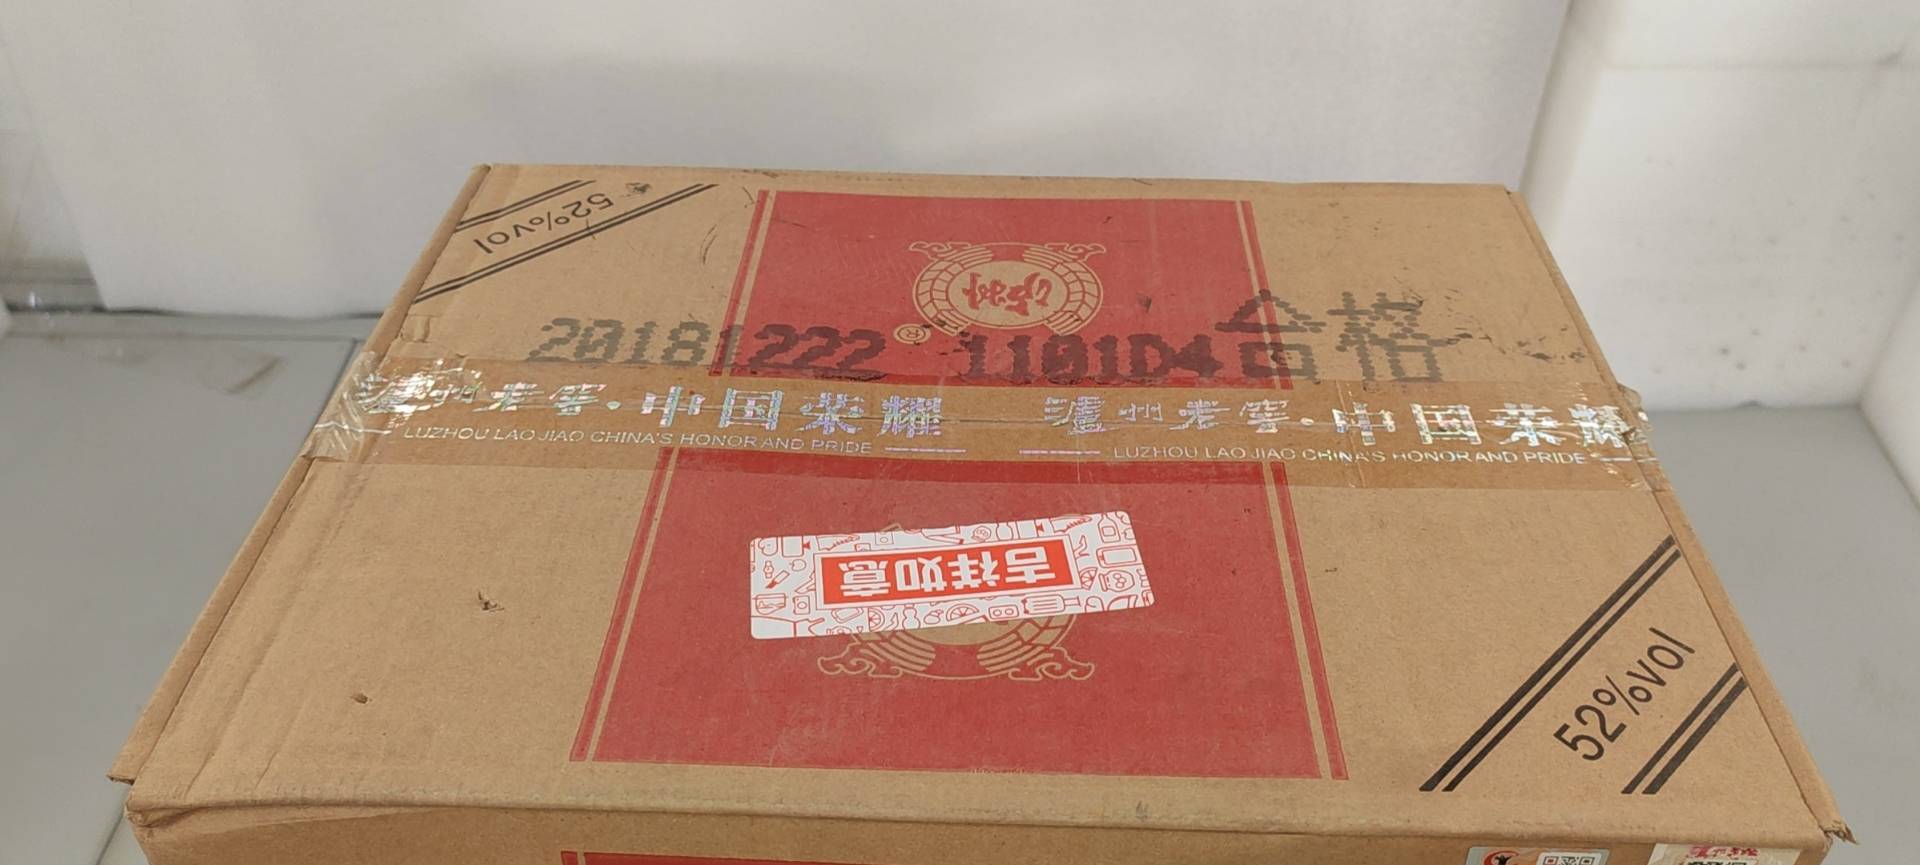 52%vol
20181222 1101D4合格
泸州老窖·中国荣耀 泸州老窖·中国荣耀
LUZHOU LAO JIAO CHINA'S HONOR AND PRIDE LUZHOU LAO JIAO CHINA'S HONOR AND PRIDE
吉祥如意
52%vol